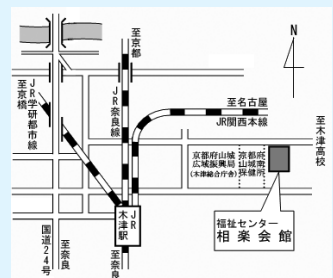 至京都
N
至京橋
JR学研都市線
JR奈良線
至名古屋
JR関西本線
至木津高校
京都府山城
広域振興局
(木津総合庁舎)
京都府
山城南
保健所
福祉センター
相楽会館
JR
木津駅
国道24号
至奈良
至奈良